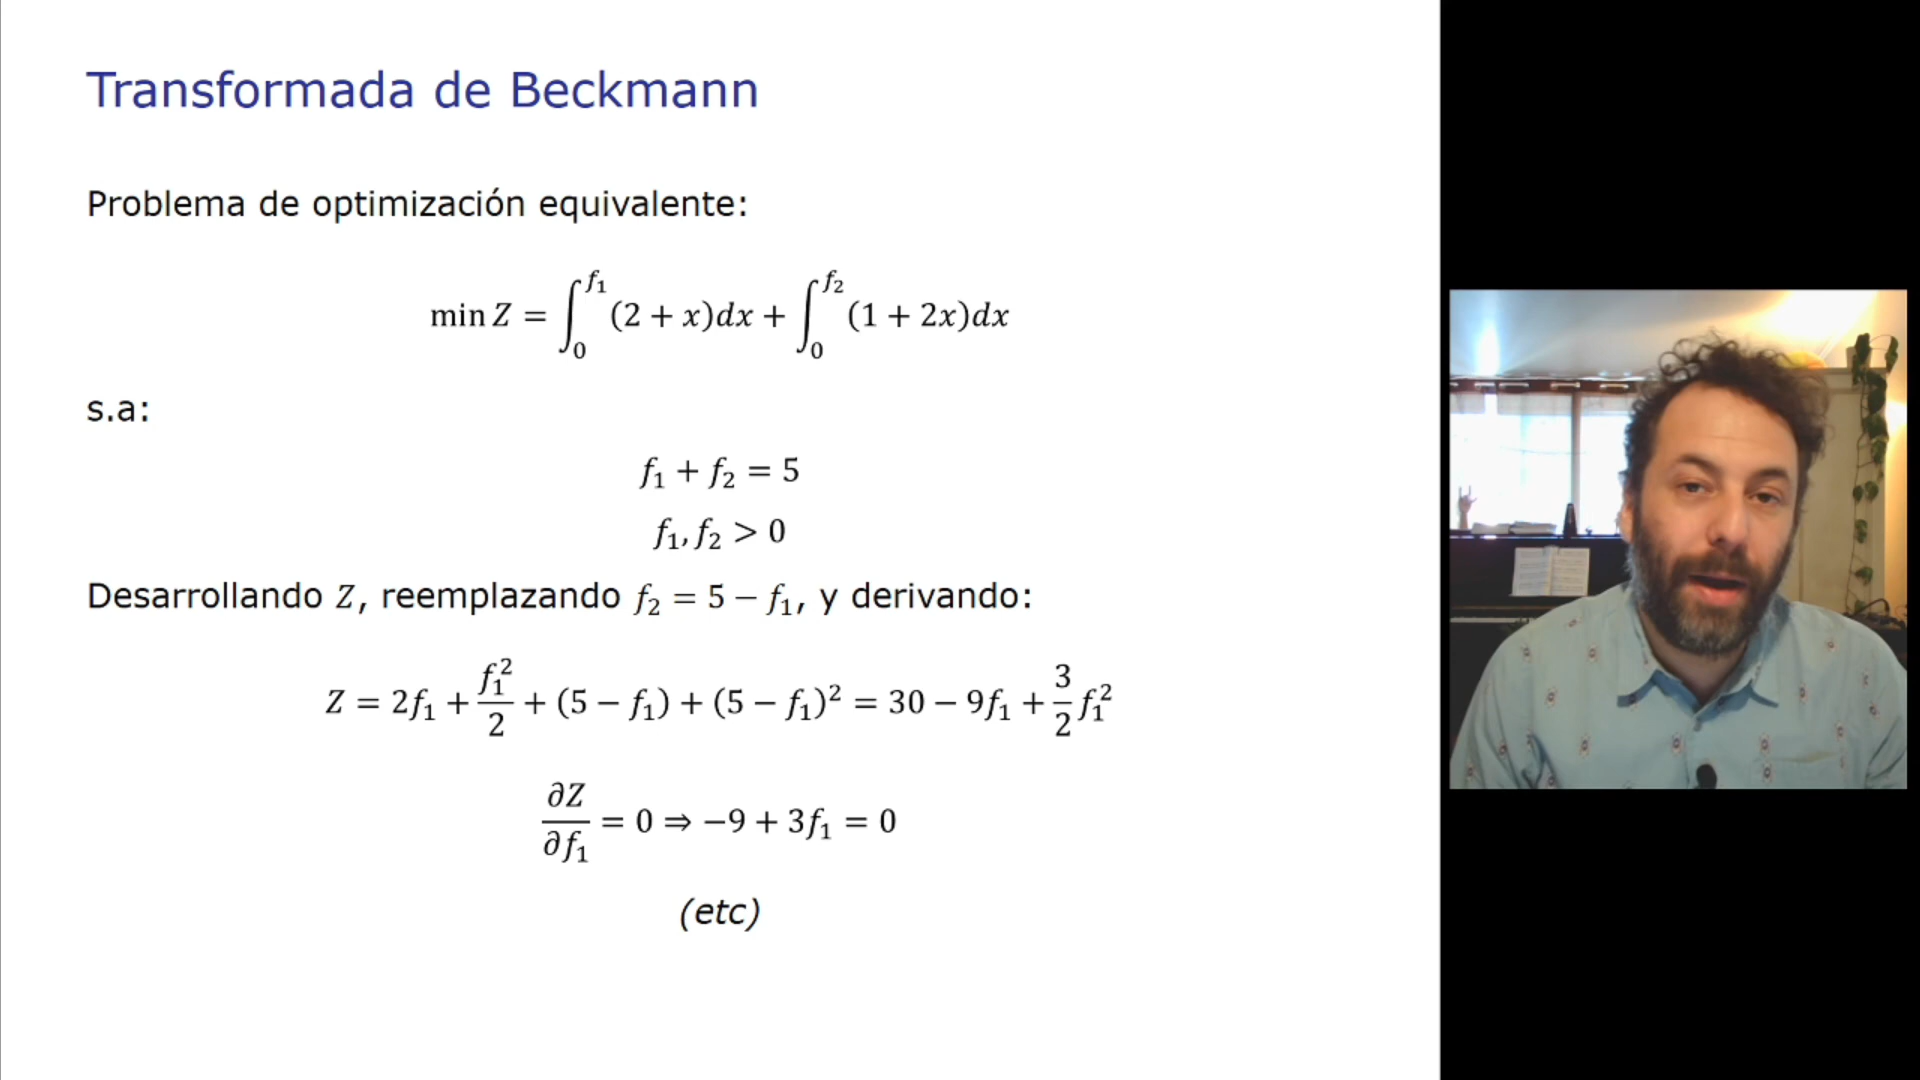 Transformada de Beckmann
Problema de optimización equivalente:
min Z = ∫₀^{f₁} (2 + x)dx + ∫₀^{f₂} (1 + 2x)dx
s.a:
f₁ + f₂ = 5
f₁, f₂ > 0
Desarrollando Z, reemplazando f₂ = 5 − f₁, y derivando:
Z = 2f₁ + f₁²/2 + (5 − f₁) + (5 − f₁)² = 30 − 9f₁ + 3/2 f₁²
∂Z/∂f₁ = 0 ⇒ −9 + 3f₁ = 0
(etc)